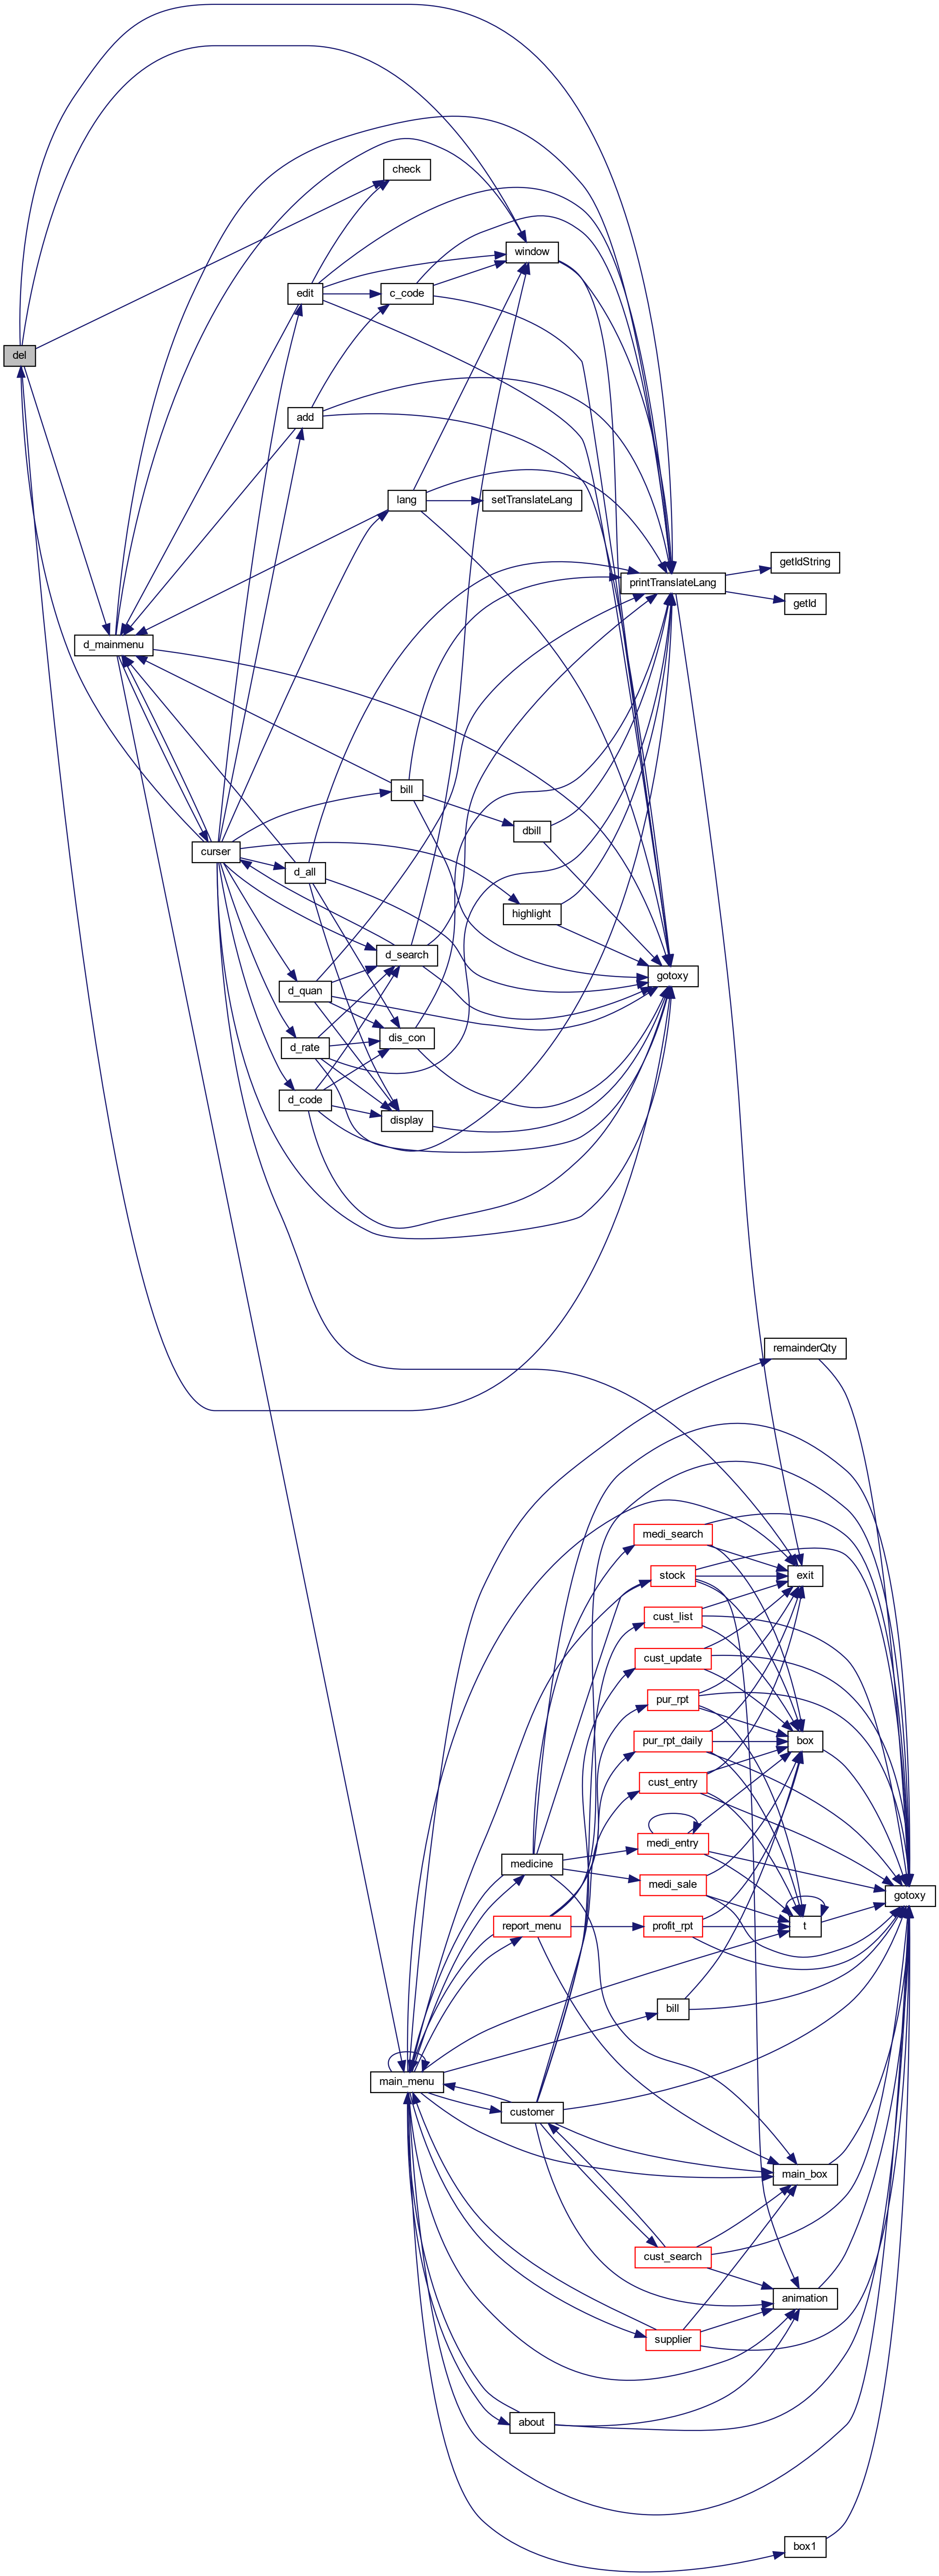 check
window
edit
c_code
del
add
lang
setTranslateLang
getIdString
printTranslateLang
getId
d_mainmenu
bill
dbill
curser
d_all
highlight
d_search
gotoxy
d_quan
dis_con
d_rate
d_code
display
remainderQty
medi_search
stock
exit
cust_list
cust_update
pur_rpt
pur_rpt_daily
box
cust_entry
medi_entry
medicine
medi_sale
gotoxy
report_menu
profit_rpt
t
bill
main_menu
customer
main_box
cust_search
animation
supplier
about
box1